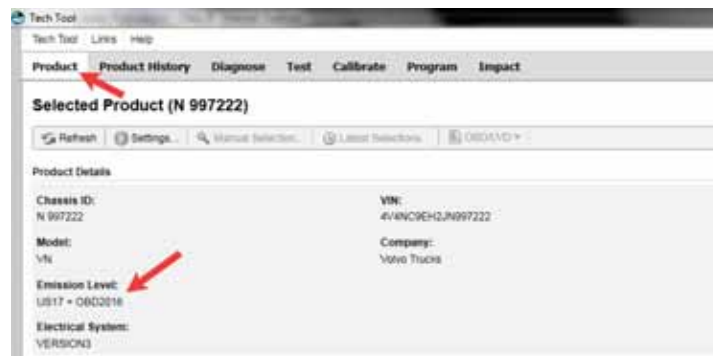 Tech Tool
Tech Tool Links Help
Product Product History Diagnose Test Calibrate Program Impact
Selected Product (N 997222)
Refresh Settings... Manual Selection... Latest Selections
Product Details
Chassis ID: VIN:
N 997222 4V4NC9EH2JN997222
Model: Company:
VN Volvo Trucks
Emission Level:
US17 + OBD2016
Electrical System:
VERSION3